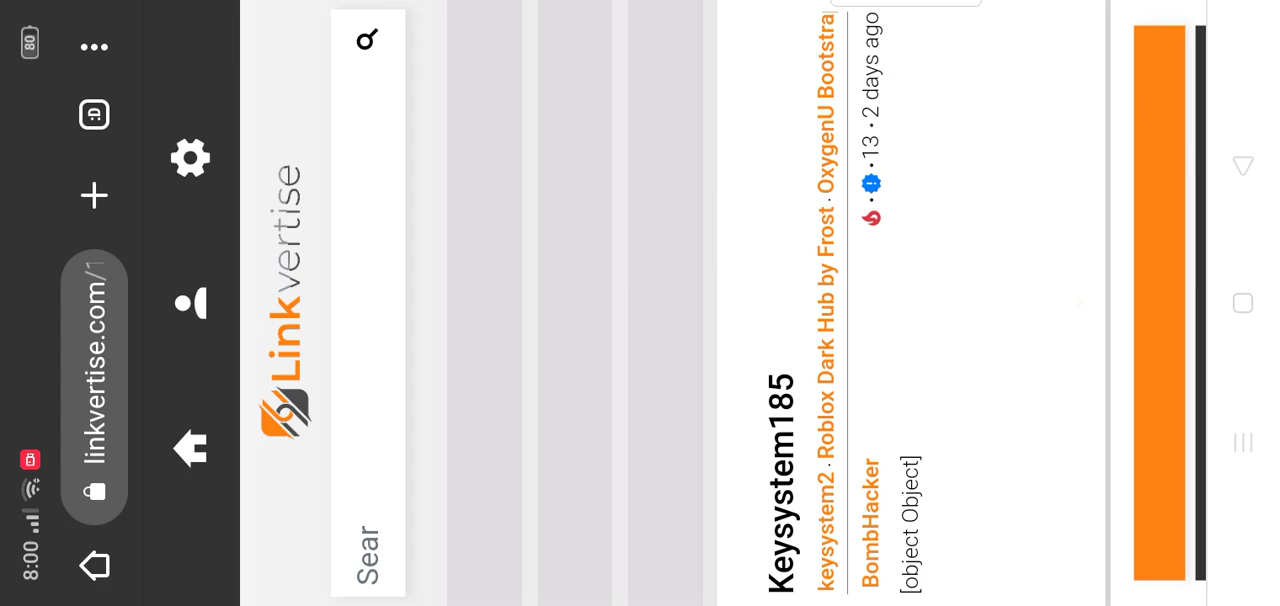 8:00
80
linkvertise.com/1
:D
Linkvertise
Sear
Keysystem185
keysystem2 · Roblox Dark Hub by Frost · OxygenU Bootstra
BombHacker
· 13 · 2 days ago
[object Object]